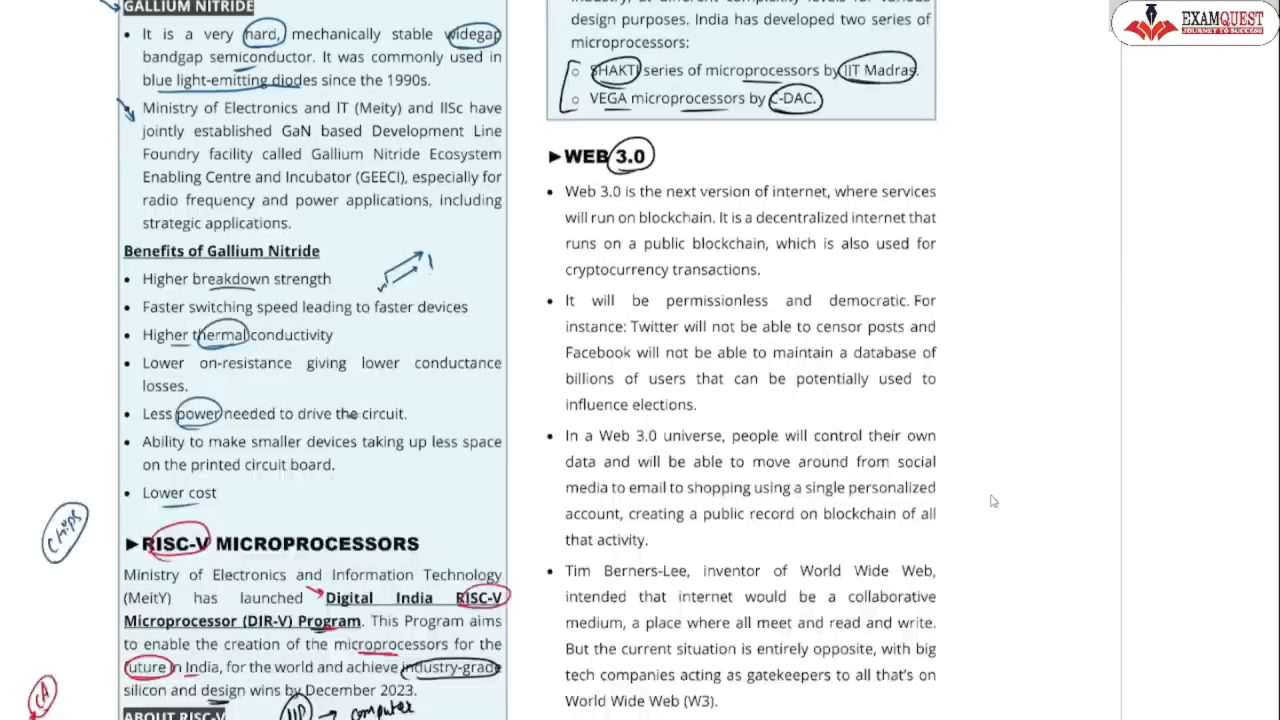 GALLIUM NITRIDE
• It is a very hard, mechanically stable widegap
bandgap semiconductor. It was commonly used in
blue light-emitting diodes since the 1990s.
Ministry of Electronics and IT (Meity) and IISc have
jointly established GaN based Development Line
Foundry facility called Gallium Nitride Ecosystem
Enabling Centre and Incubator (GEECI), especially for
radio frequency and power applications, including
strategic applications.
Benefits of Gallium Nitride
• Higher breakdown strength
• Faster switching speed leading to faster devices
• Higher thermal conductivity
• Lower on-resistance giving lower conductance
losses.
• Less power needed to drive the circuit.
• Ability to make smaller devices taking up less space
on the printed circuit board.
• Lower cost
Chips
►RISC-V MICROPROCESSORS
Ministry of Electronics and Information Technology
(MeitY) has launched Digital India RISC-V
Microprocessor (DIR-V) Program. This Program aims
to enable the creation of the microprocessors for the
future in India, for the world and achieve industry-grade
silicon and design wins by December 2023.
CA
ABOUT RISC-V
→ computer
industry, at different complexity levels for various
design purposes. India has developed two series of
microprocessors:
○ SHAKTI series of microprocessors by IIT Madras.
○ VEGA microprocessors by C-DAC.
►WEB 3.0
• Web 3.0 is the next version of internet, where services
will run on blockchain. It is a decentralized internet that
runs on a public blockchain, which is also used for
cryptocurrency transactions.
• It will be permissionless and democratic. For
instance: Twitter will not be able to censor posts and
Facebook will not be able to maintain a database of
billions of users that can be potentially used to
influence elections.
• In a Web 3.0 universe, people will control their own
data and will be able to move around from social
media to email to shopping using a single personalized
account, creating a public record on blockchain of all
that activity.
• Tim Berners-Lee, inventor of World Wide Web,
intended that internet would be a collaborative
medium, a place where all meet and read and write.
But the current situation is entirely opposite, with big
tech companies acting as gatekeepers to all that's on
World Wide Web (W3).
EXAMQUEST
JOURNEY TO SUCCESS